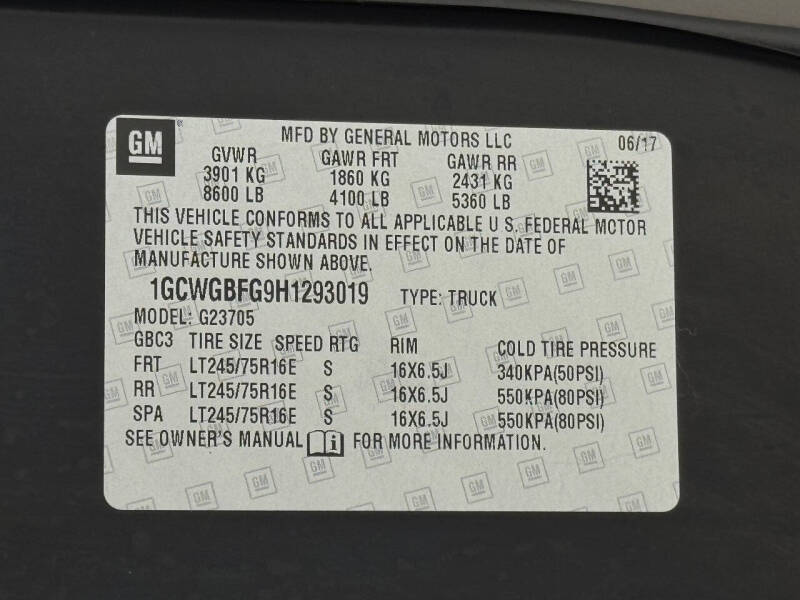 GM
MFD BY GENERAL MOTORS LLC 06/17
GVWR GAWR FRT GAWR RR
3901 KG 1860 KG 2431 KG
8600 LB 4100 LB 5360 LB
THIS VEHICLE CONFORMS TO ALL APPLICABLE U.S. FEDERAL MOTOR
VEHICLE SAFETY STANDARDS IN EFFECT ON THE DATE OF
MANUFACTURE SHOWN ABOVE.
1GCWGBFG9H1293019 TYPE: TRUCK
MODEL: G23705
GBC3 TIRE SIZE SPEED RTG RIM COLD TIRE PRESSURE
FRT LT245/75R16E S 16X6.5J 340KPA(50PSI)
RR LT245/75R16E S 16X6.5J 550KPA(80PSI)
SPA LT245/75R16E S 16X6.5J 550KPA(80PSI)
SEE OWNER'S MANUAL FOR MORE INFORMATION.